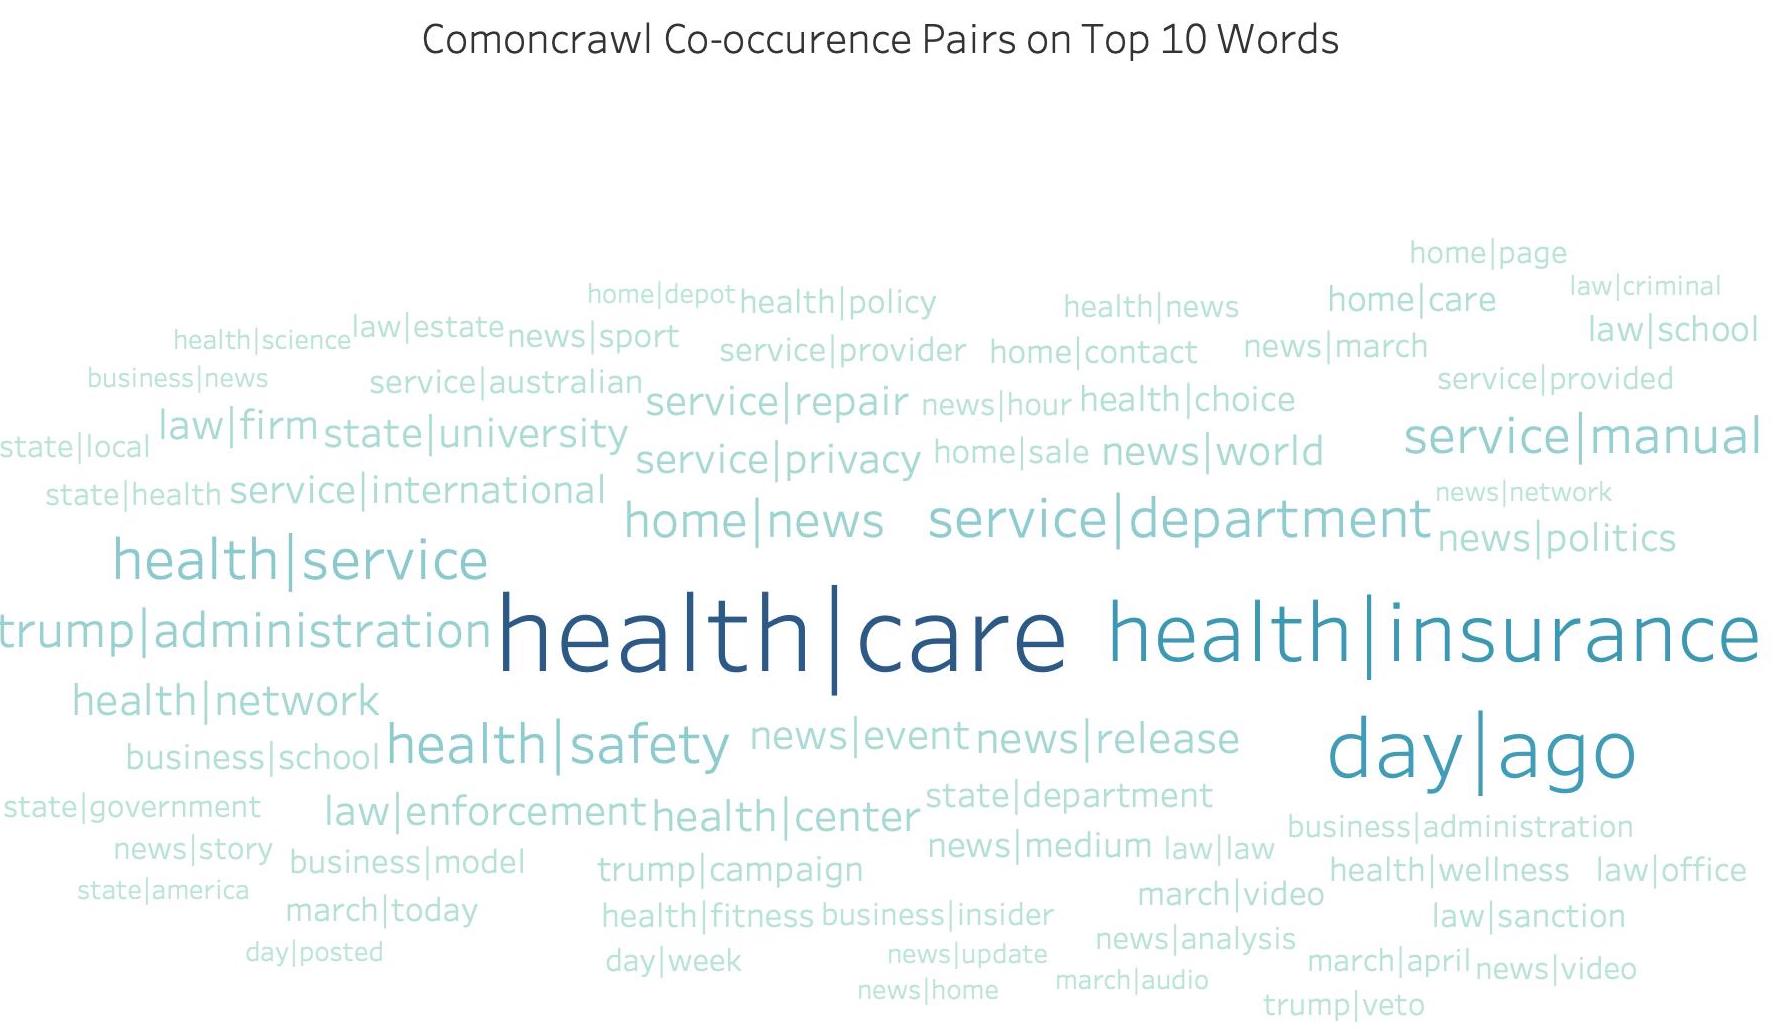 Comoncrawl Co-occurence Pairs on Top 10 Words
home|page
home|depot health|policy health|news home|care law|criminal
health|science law|estate news|sport service|provider home|contact news|march law|school
business|news service|australian service|repair news|hour health|choice service|provided
state|local law|firm state|university service|privacy home|sale news|world service|manual
state|health service|international home|news service|department news|network
news|politics
health|service
trump|administration health|care health|insurance
health|network
business|school health|safety news|event news|release day|ago
state|government law|enforcement health|center state|department business|administration
news|story business|model trump|campaign news|medium law|law health|wellness law|office
state|america march|today health|fitness business|insider march|video law|sanction
day|posted day|week news|update news|analysis march|april news|video
news|home march|audio trump|veto